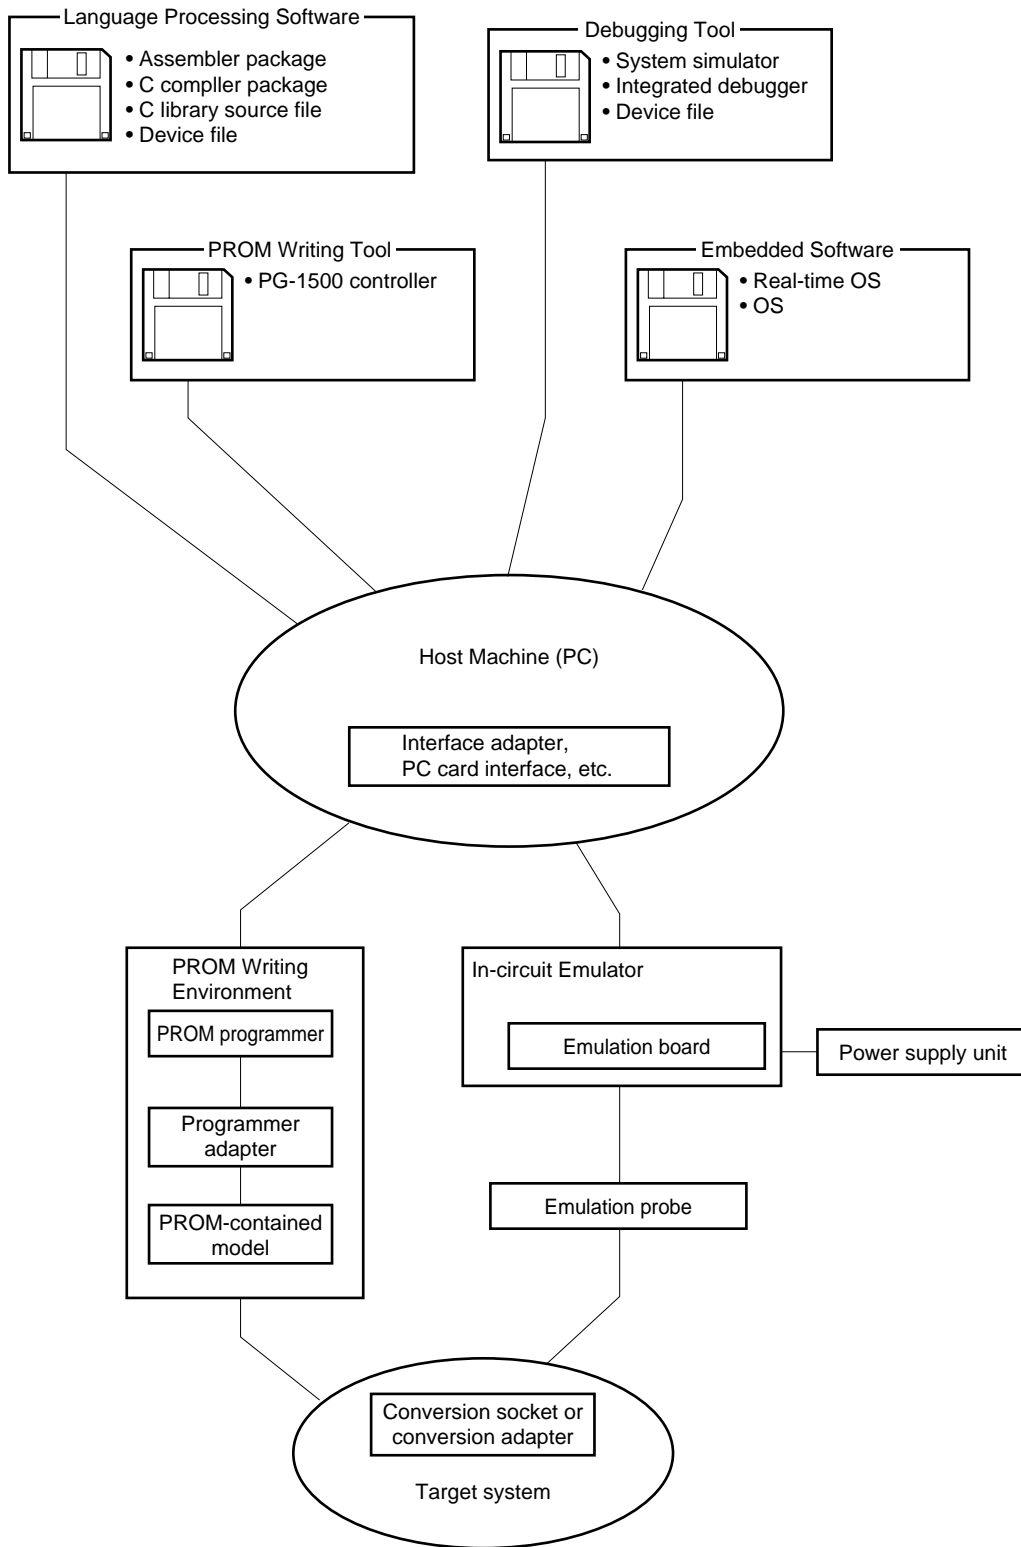 Language Processing Software
• Assembler package
• C compller package
• C library source file
• Device file
Debugging Tool
• System simulator
• Integrated debugger
• Device file
PROM Writing Tool
• PG-1500 controller
Embedded Software
• Real-time OS
• OS
Host Machine (PC)
Interface adapter,
PC card interface, etc.
PROM Writing
Environment
PROM programmer
Programmer
adapter
PROM-contained
model
In-circuit Emulator
Emulation board
Power supply unit
Emulation probe
Conversion socket or
conversion adapter
Target system